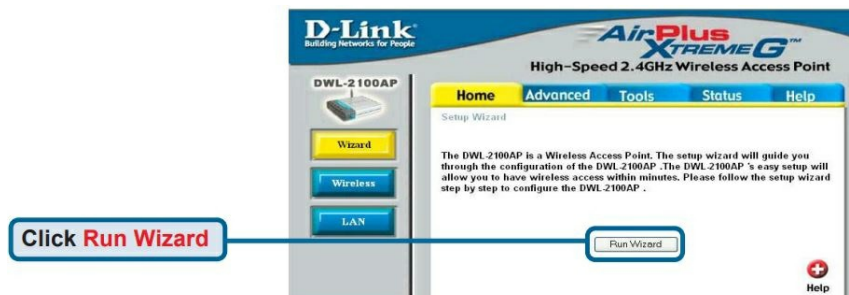 D-Link
Building Networks for People
AirPlus
XTREME G™
High-Speed 2.4GHz Wireless Access Point
DWL-2100AP
Home Advanced Tools Status Help
Setup Wizard
Wizard
Wireless
LAN
The DWL-2100AP is a Wireless Access Point. The setup wizard will guide you
through the configuration of the DWL-2100AP .The DWL-2100AP 's easy setup will
allow you to have wireless access within minutes. Please follow the setup wizard
step by step to configure the DWL-2100AP .
Click Run Wizard
Run Wizard
Help